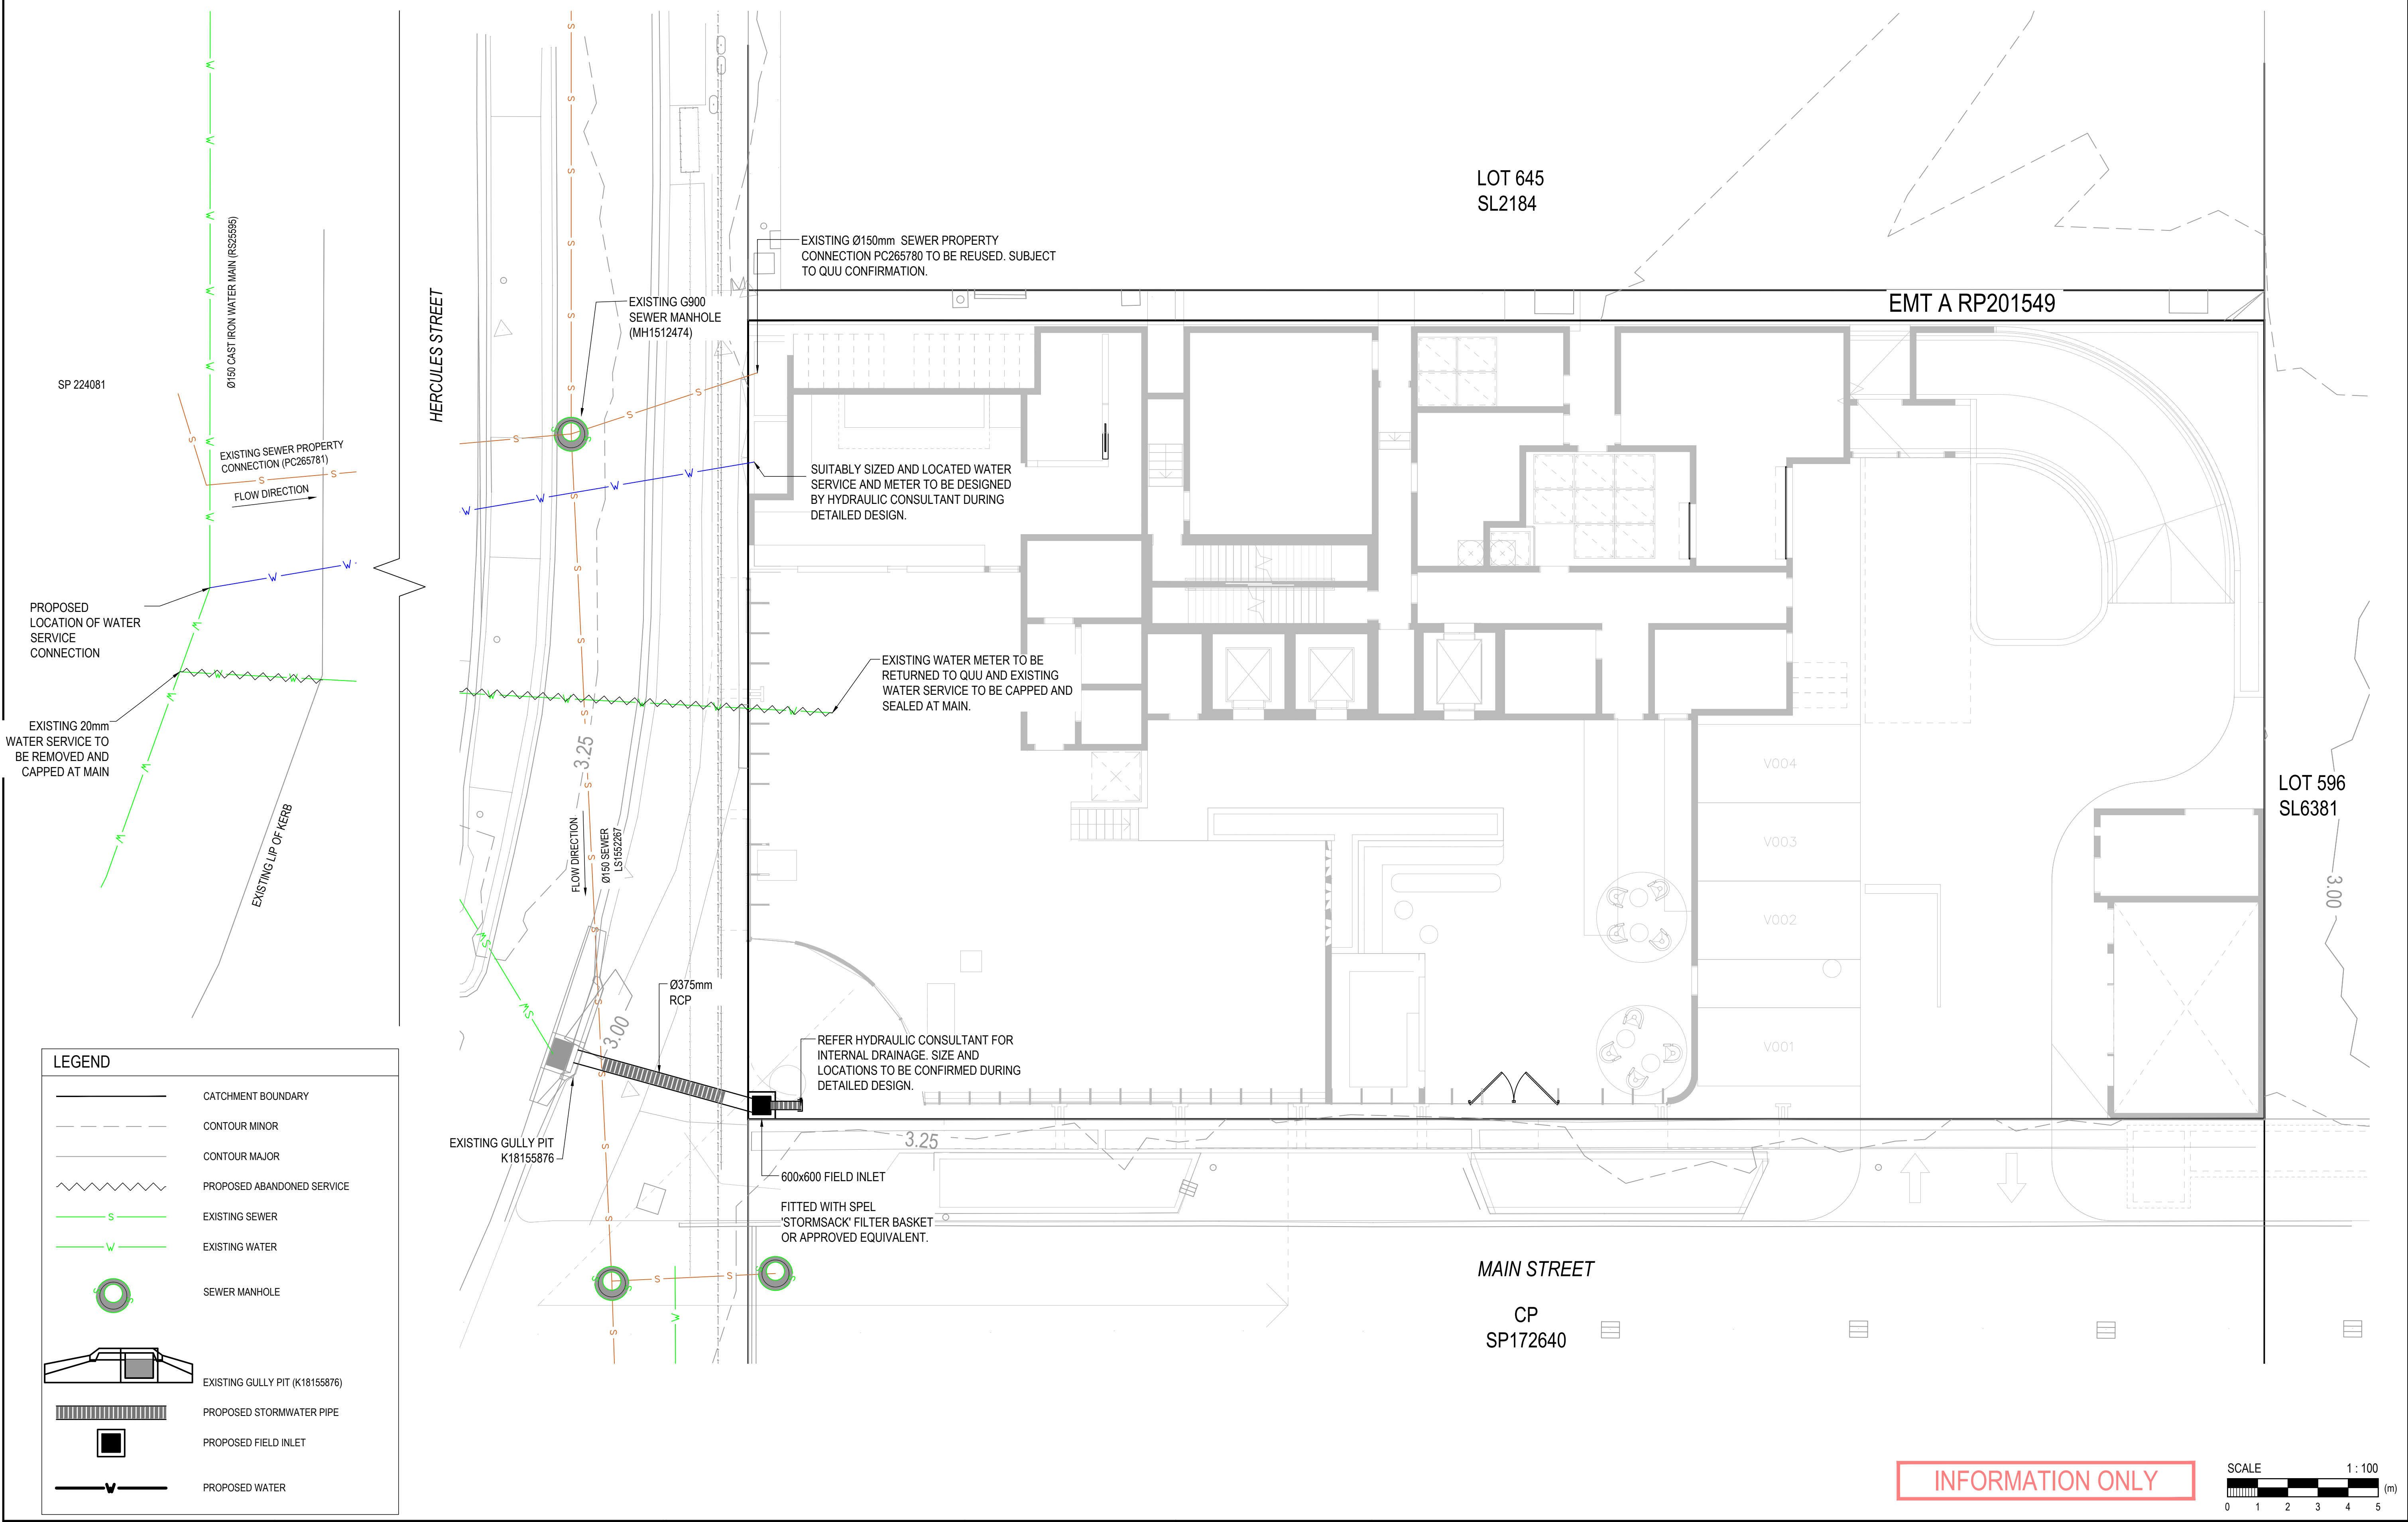 LOT 645
SL2184
EXISTING Ø150mm SEWER PROPERTY
CONNECTION PC265780 TO BE REUSED. SUBJECT
TO QUU CONFIRMATION.
EMT A RP201549
EXISTING G900
SEWER MANHOLE
(MH1512474)
HERCULES STREET
Ø150 CAST IRON WATER MAIN (RS25595)
SP 224081
EXISTING SEWER PROPERTY
CONNECTION (PC265781)
FLOW DIRECTION
SUITABLY SIZED AND LOCATED WATER
SERVICE AND METER TO BE DESIGNED
BY HYDRAULIC CONSULTANT DURING
DETAILED DESIGN.
PROPOSED
LOCATION OF WATER
SERVICE
CONNECTION
EXISTING WATER METER TO BE
RETURNED TO QUU AND EXISTING
WATER SERVICE TO BE CAPPED AND
SEALED AT MAIN.
EXISTING 20mm
WATER SERVICE TO
BE REMOVED AND
CAPPED AT MAIN
3.25
V004
LOT 596
SL6381
EXISTING LIP OF KERB
FLOW DIRECTION
Ø150 SEWER
LS1552267
V003
3.00
V002
Ø375mm
RCP
3.00
REFER HYDRAULIC CONSULTANT FOR
INTERNAL DRAINAGE. SIZE AND
LOCATIONS TO BE CONFIRMED DURING
DETAILED DESIGN.
V001
EXISTING GULLY PIT
K18155876
3.25
600x600 FIELD INLET
FITTED WITH SPEL
'STORMSACK' FILTER BASKET
OR APPROVED EQUIVALENT.
MAIN STREET
CP
SP172640
LEGEND
CATCHMENT BOUNDARY
CONTOUR MINOR
CONTOUR MAJOR
PROPOSED ABANDONED SERVICE
S
EXISTING SEWER
W
EXISTING WATER
SEWER MANHOLE
EXISTING GULLY PIT (K18155876)
PROPOSED STORMWATER PIPE
PROPOSED FIELD INLET
W
PROPOSED WATER
INFORMATION ONLY
SCALE 1 : 100
(m)
0 1 2 3 4 5